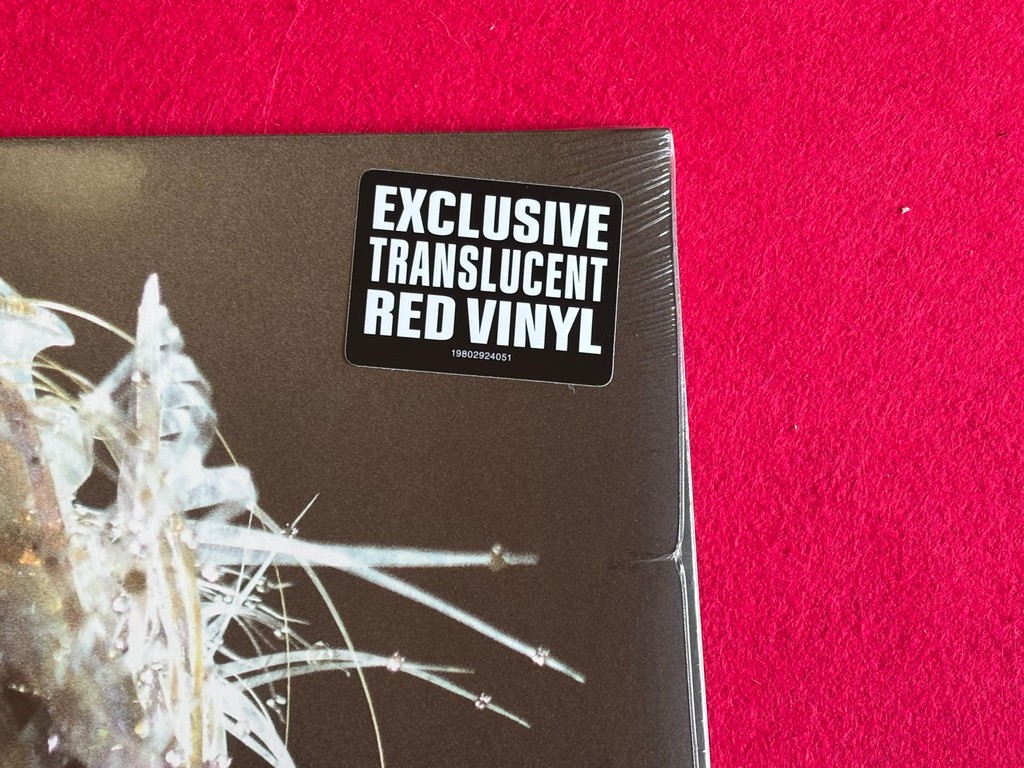 EXCLUSIVE
TRANSLUCENT
RED VINYL
19802924051